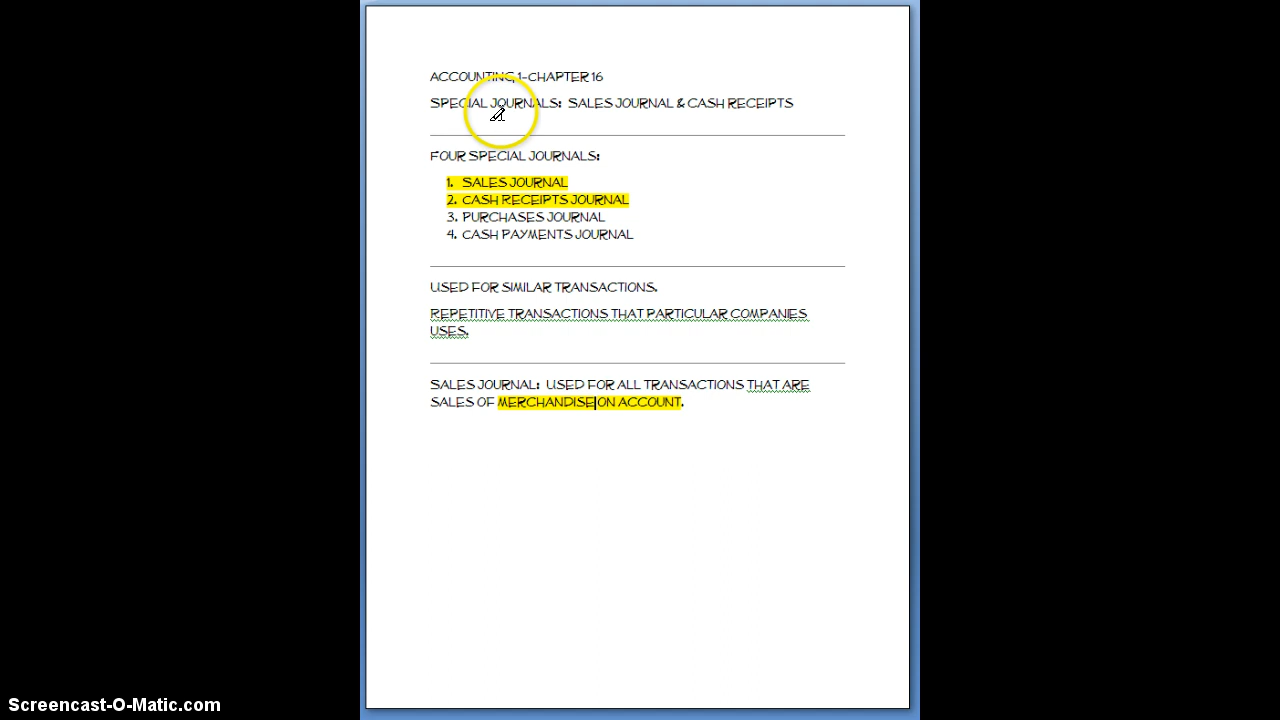 ACCOUNTING 1-CHAPTER 16
SPECIAL JOURNALS: SALES JOURNAL & CASH RECEIPTS
FOUR SPECIAL JOURNALS:
1. SALES JOURNAL
2. CASH RECEIPTS JOURNAL
3. PURCHASES JOURNAL
4. CASH PAYMENTS JOURNAL
USED FOR SIMILAR TRANSACTIONS.
REPETITIVE TRANSACTIONS THAT PARTICULAR COMPANIES
USES.
SALES JOURNAL: USED FOR ALL TRANSACTIONS THAT ARE
SALES OF MERCHANDISE ON ACCOUNT.
Screencast-O-Matic.com